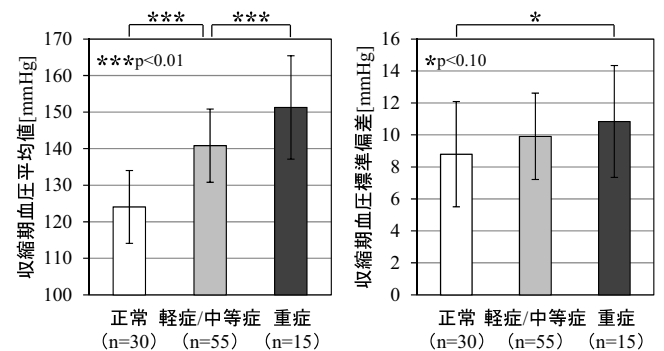 ***
***
170
160
150
140
130
120
110
100
収縮期血圧平均値[mmHg]
***p<0.01
正常
軽症/中等症
重症
（n=30）
（n=55）
（n=15）
*
16
14
12
10
8
6
4
2
0
収縮期血圧標準偏差[mmHg]
*p<0.10
正常
軽症/中等症
重症
（n=30）
（n=55）
（n=15）